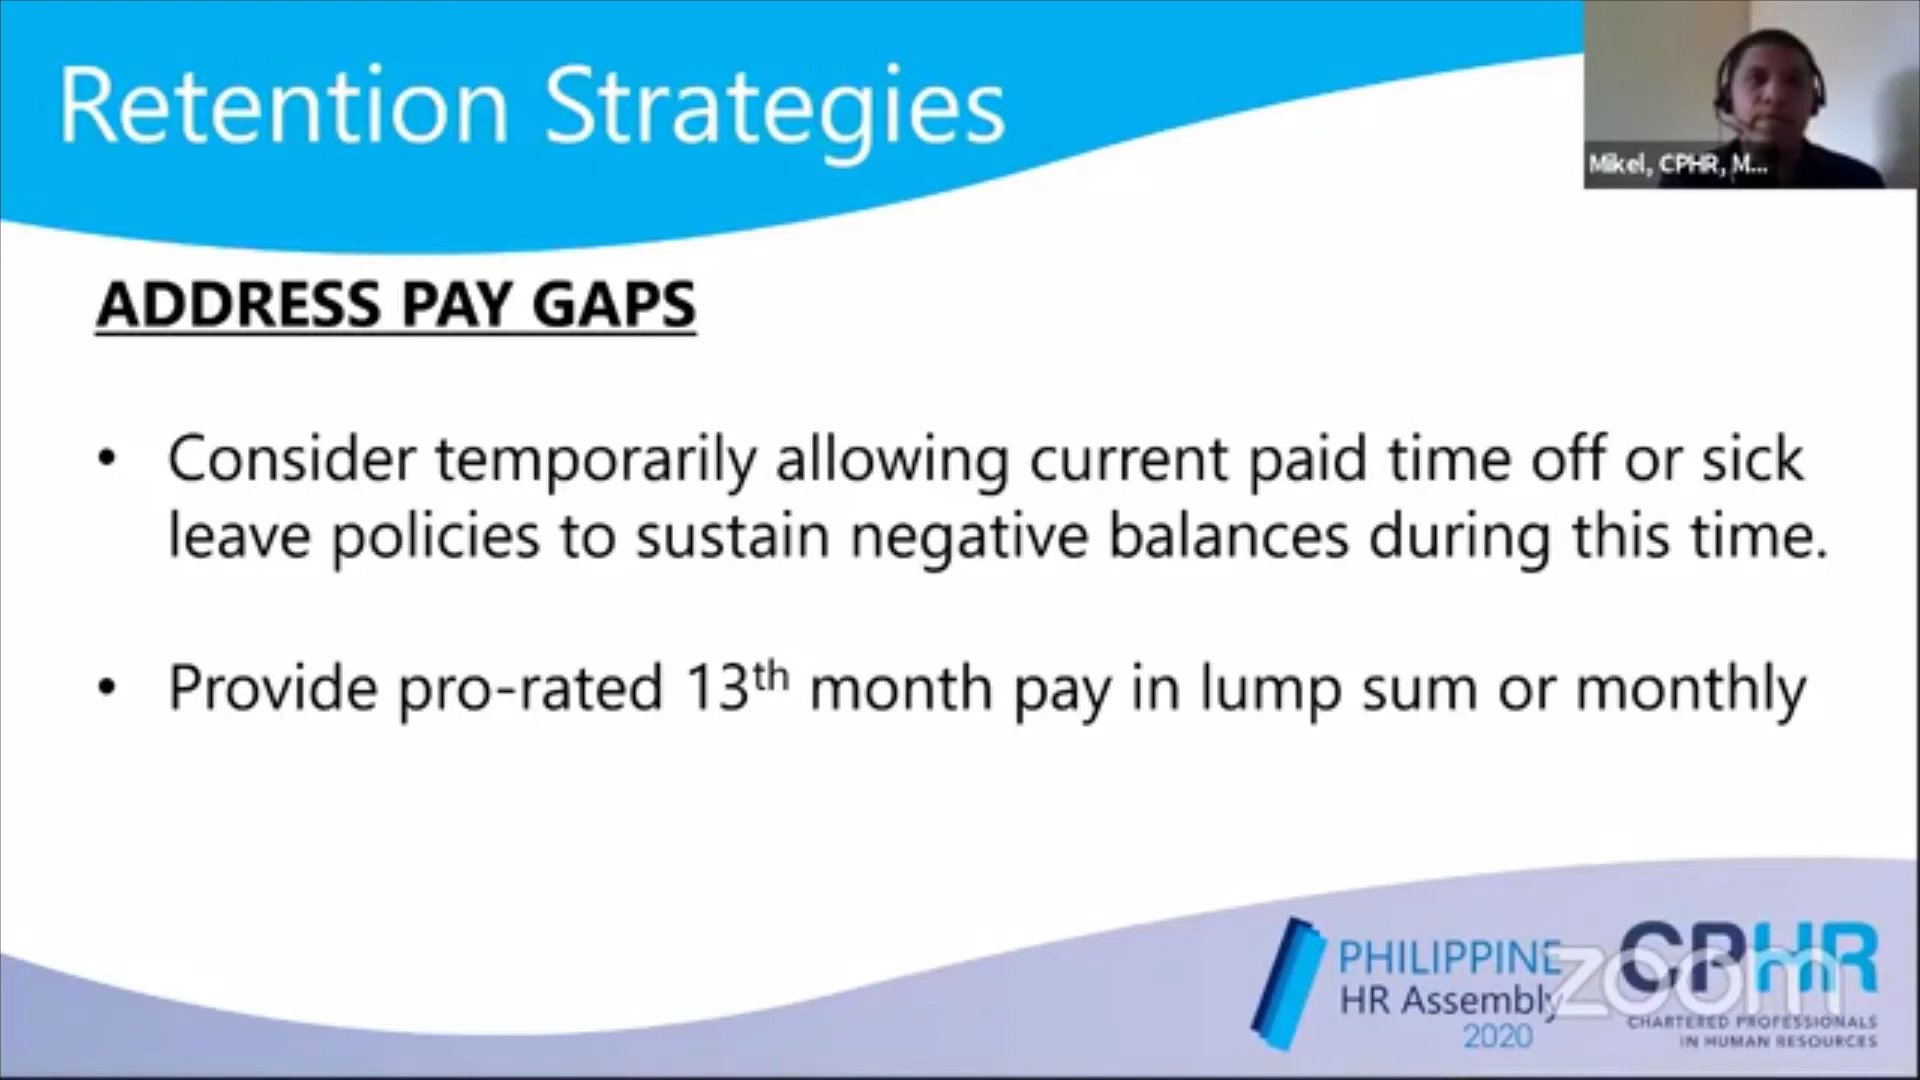 Retention Strategies
Mikel, CPHR, M...
ADDRESS PAY GAPS
• Consider temporarily allowing current paid time off or sick
leave policies to sustain negative balances during this time.
• Provide pro-rated 13th month pay in lump sum or monthly
PHILIPPINE
HR Assembly
2020
zoom
CPHR
CHARTERED PROFESSIONALS
IN HUMAN RESOURCES